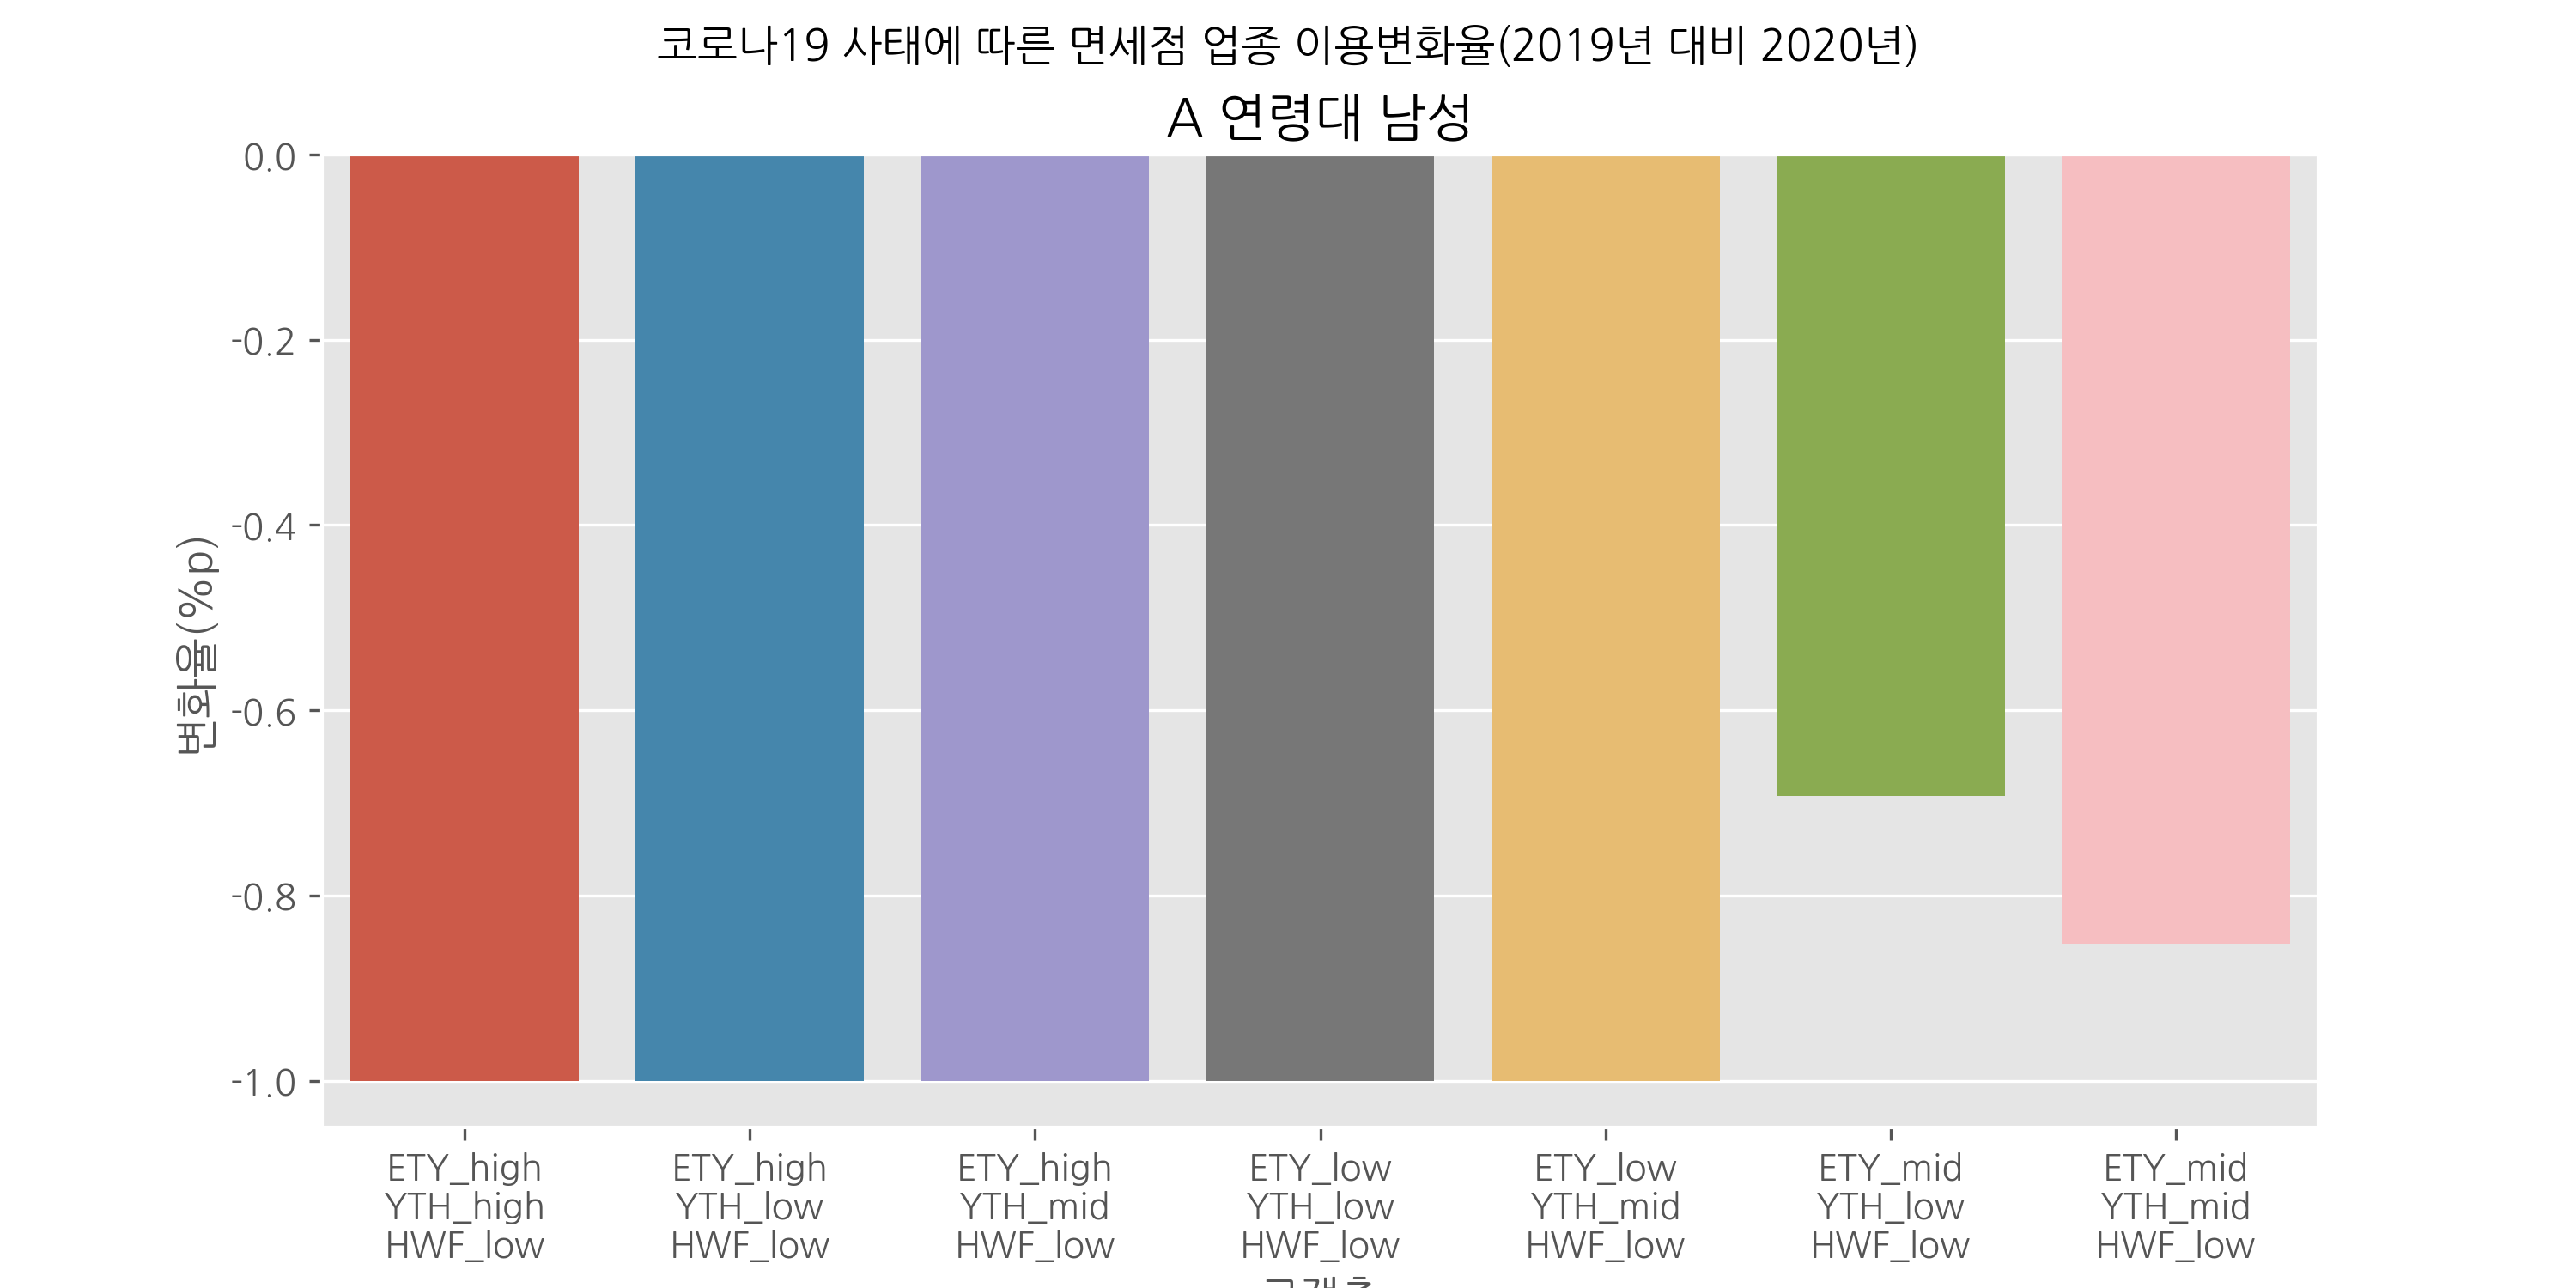 코로나19 사태에 따른 면세점 업종 이용변화율(2019년 대비 2020년)
A 연령대 남성
0.0
-0.2
-0.4
-0.6
-0.8
-1.0
변화율(%p)
ETY_high
YTH_high
HWF_low
ETY_high
YTH_low
HWF_low
ETY_high
YTH_mid
HWF_low
ETY_low
YTH_low
HWF_low
ETY_low
YTH_mid
HWF_low
ETY_mid
YTH_low
HWF_low
ETY_mid
YTH_mid
HWF_low